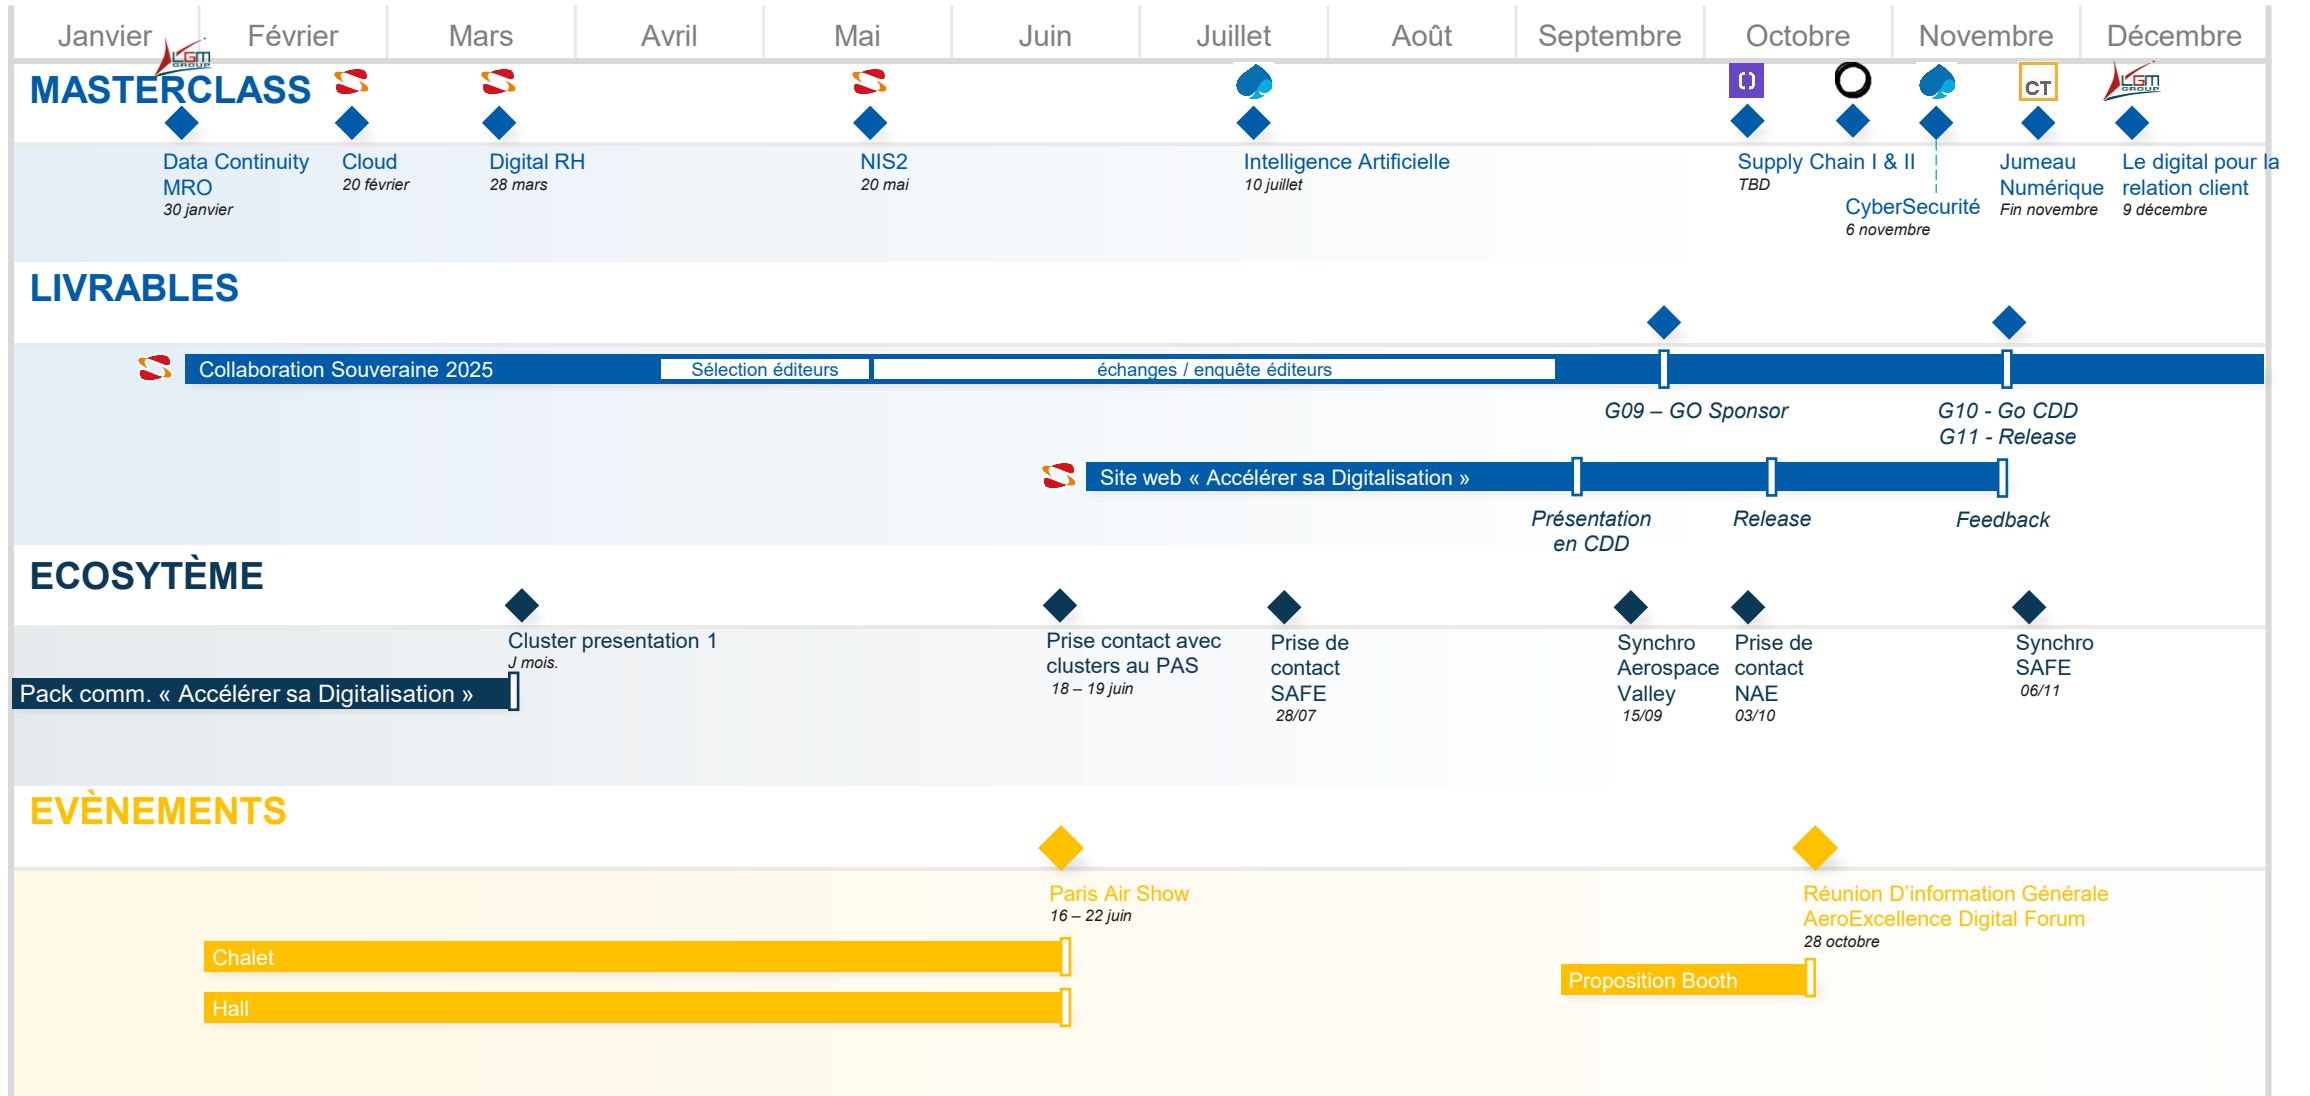 Janvier Février Mars Avril Mai Juin Juillet Août Septembre Octobre Novembre Décembre
LGM
GROUP
MASTERCLASS
CT
LGM
GROUP
Data Continuity
MRO
30 janvier
Cloud
20 février
Digital RH
28 mars
NIS2
20 mai
Intelligence Artificielle
10 juillet
Supply Chain I & II
TBD
CyberSecurité
6 novembre
Jumeau
Numérique
Fin novembre
Le digital pour la
relation client
9 décembre
LIVRABLES
Collaboration Souveraine 2025
Sélection éditeurs
échanges / enquête éditeurs
G09 – GO Sponsor
G10 - Go CDD
G11 - Release
Site web « Accélérer sa Digitalisation »
Présentation
en CDD
Release
Feedback
ECOSYTÈME
Cluster presentation 1
J mois.
Pack comm. « Accélérer sa Digitalisation »
Prise contact avec
clusters au PAS
18 – 19 juin
Prise de
contact
SAFE
28/07
Synchro
Aerospace
Valley
15/09
Prise de
contact
NAE
03/10
Synchro
SAFE
06/11
EVÈNEMENTS
Paris Air Show
16 – 22 juin
Réunion D'information Générale
AeroExcellence Digital Forum
28 octobre
Chalet
Proposition Booth
Hall